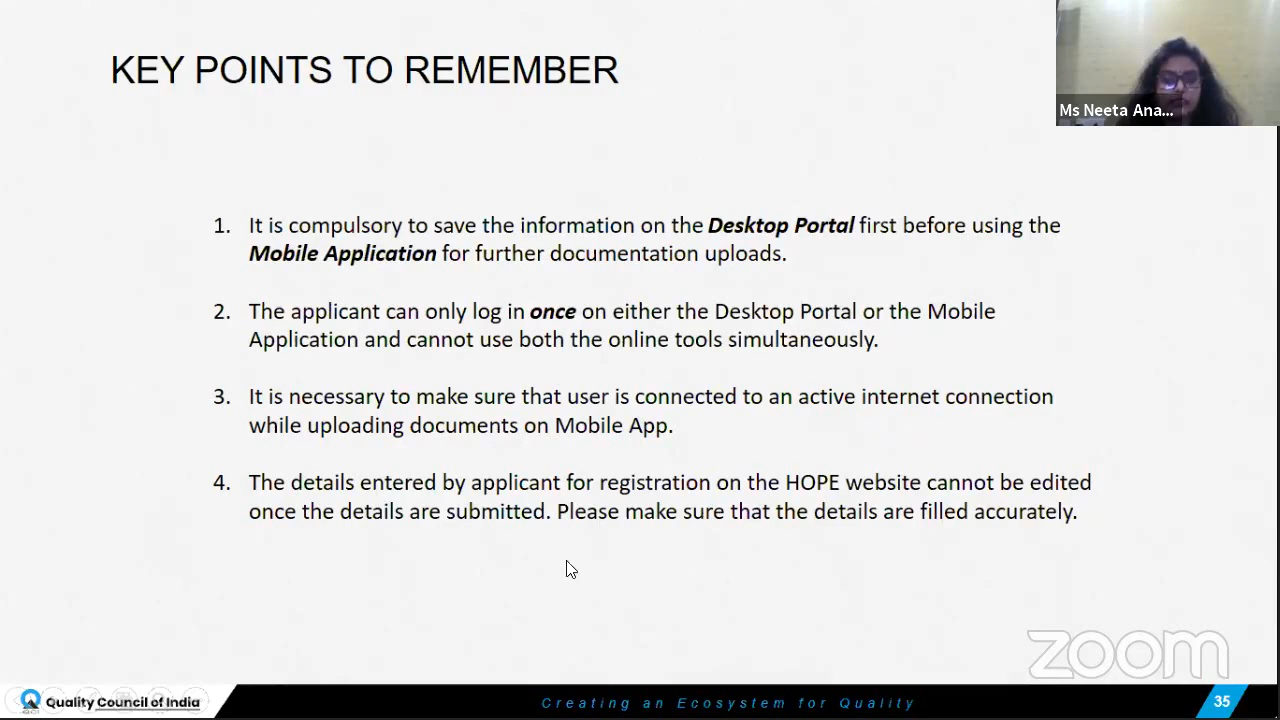 KEY POINTS TO REMEMBER
Ms Neeta Ana...
1. It is compulsory to save the information on the Desktop Portal first before using the
Mobile Application for further documentation uploads.
2. The applicant can only log in once on either the Desktop Portal or the Mobile
Application and cannot use both the online tools simultaneously.
3. It is necessary to make sure that user is connected to an active internet connection
while uploading documents on Mobile App.
4. The details entered by applicant for registration on the HOPE website cannot be edited
once the details are submitted. Please make sure that the details are filled accurately.
zoom
Quality Council of India
Creating an Ecosystem for Quality
35